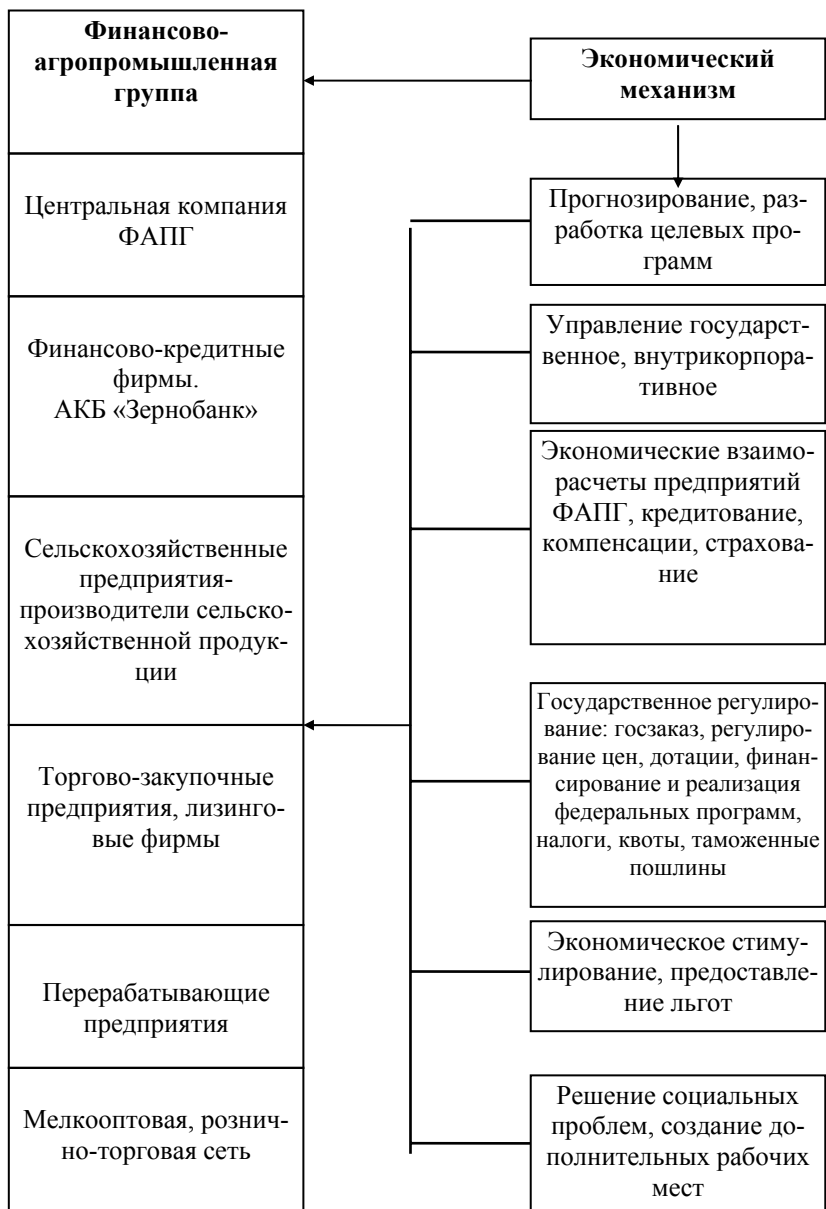 Финансово-
агропромышленная
группа
Центральная компания
ФАПГ
Финансово-кредитные
фирмы.
АКБ «Зернобанк»
Сельскохозяйственные
предприятия-
производители сельско-
хозяйственной продук-
ции
Торгово-закупочные
предприятия, лизинго-
вые фирмы
Перерабатывающие
предприятия
Мелкооптовая, рознич-
но-торговая сеть
Экономический
механизм
Прогнозирование, раз-
работка целевых про-
грамм
Управление государст-
венное, внутрикорпора-
тивное
Экономические взаимо-
расчеты предприятий
ФАПГ, кредитование,
компенсации, страхова-
ние
Государственное регулиро-
вание: госзаказ, регулиро-
вание цен, дотации, финан-
сирование и реализация
федеральных программ,
налоги, квоты, таможенные
пошлины
Экономическое стиму-
лирование, предоставле-
ние льгот
Решение социальных
проблем, создание до-
полнительных рабочих
мест